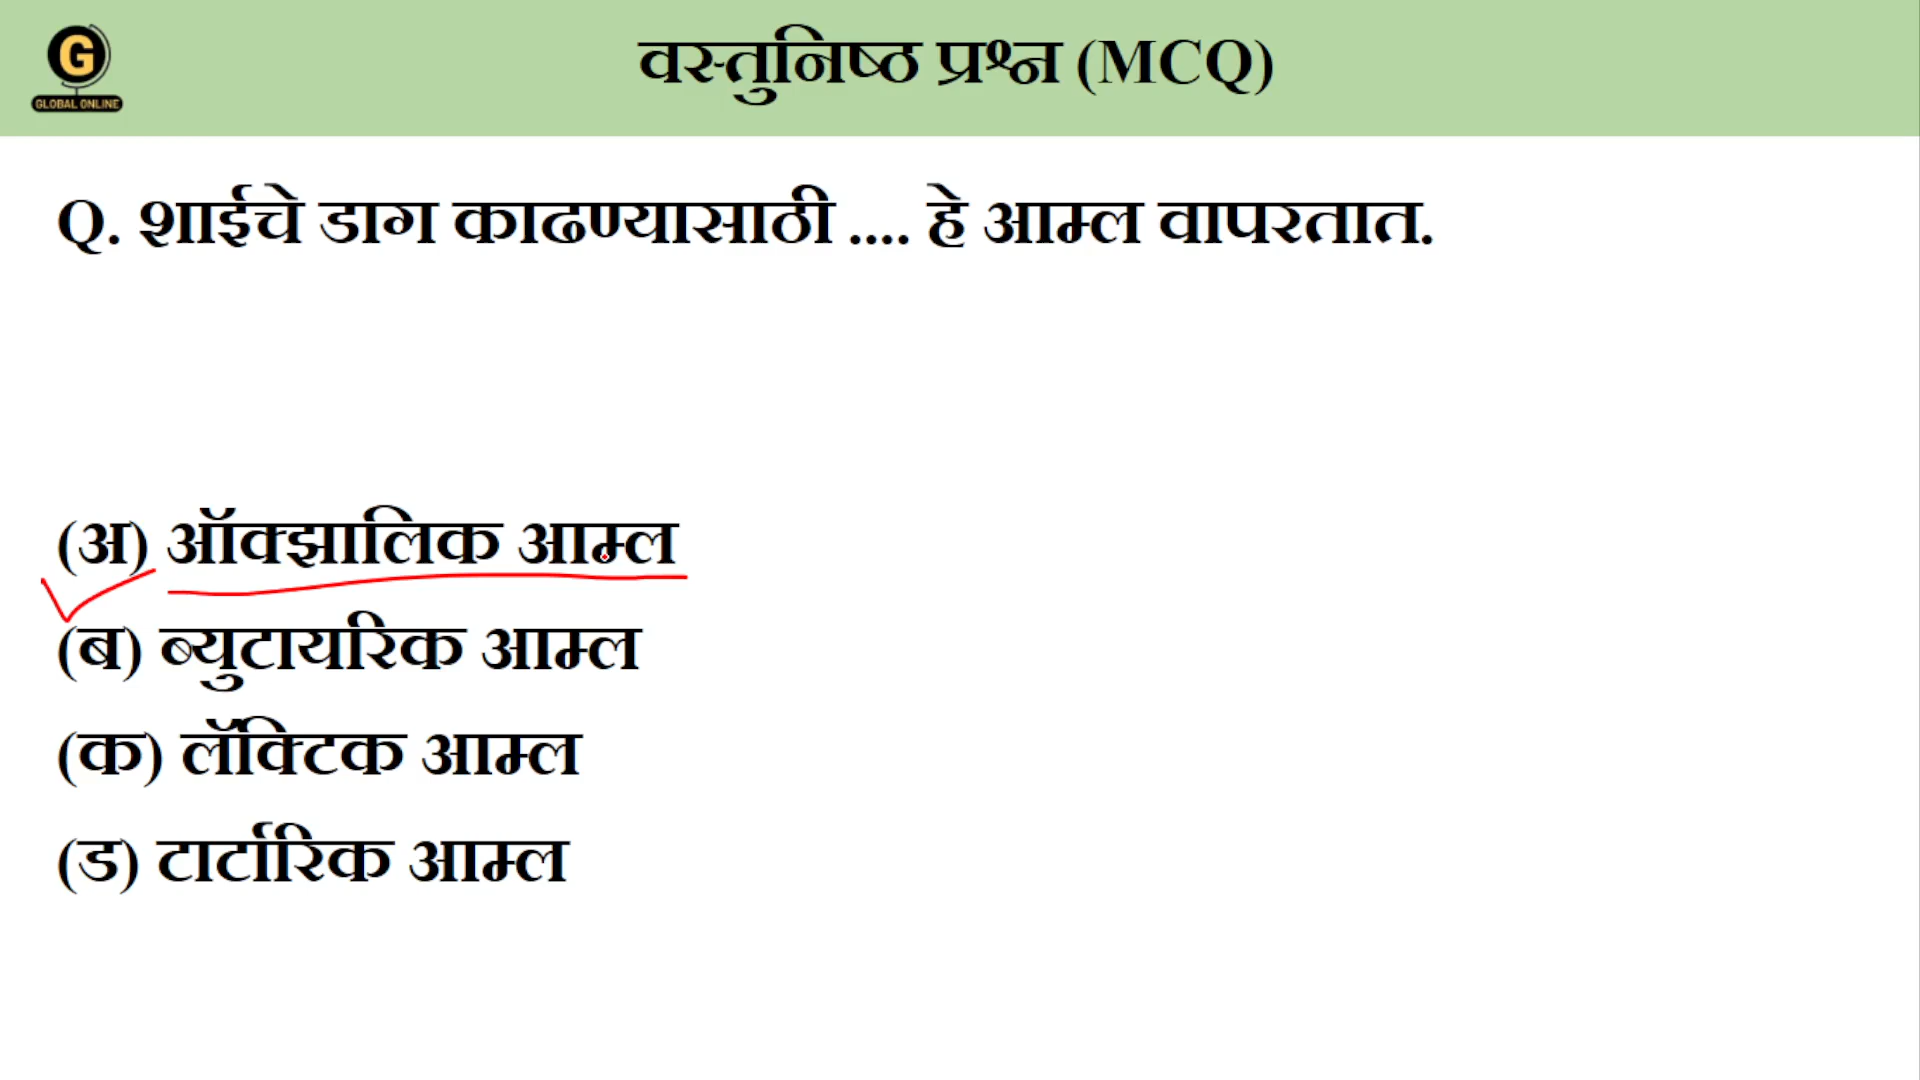 G
GLOBAL ONLINE
वस्तुनिष्ठ प्रश्न (MCQ)
Q. शाईचे डाग काढण्यासाठी .... हे आम्ल वापरतात.
(अ) ऑक्झालिक आम्ल
(ब) ब्युटायरिक आम्ल
(क) लॅक्टिक आम्ल
(ड) टार्टारिक आम्ल